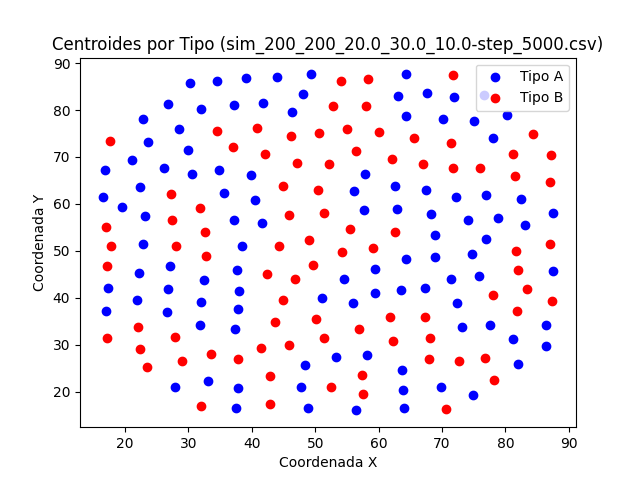 Centroides por Tipo (sim_200_200_20.0_30.0_10.0-step_5000.csv)
Tipo A
Tipo B
Coordenada Y
90
80
70
60
50
40
30
20
20 30 40 50 60 70 80 90
Coordenada X